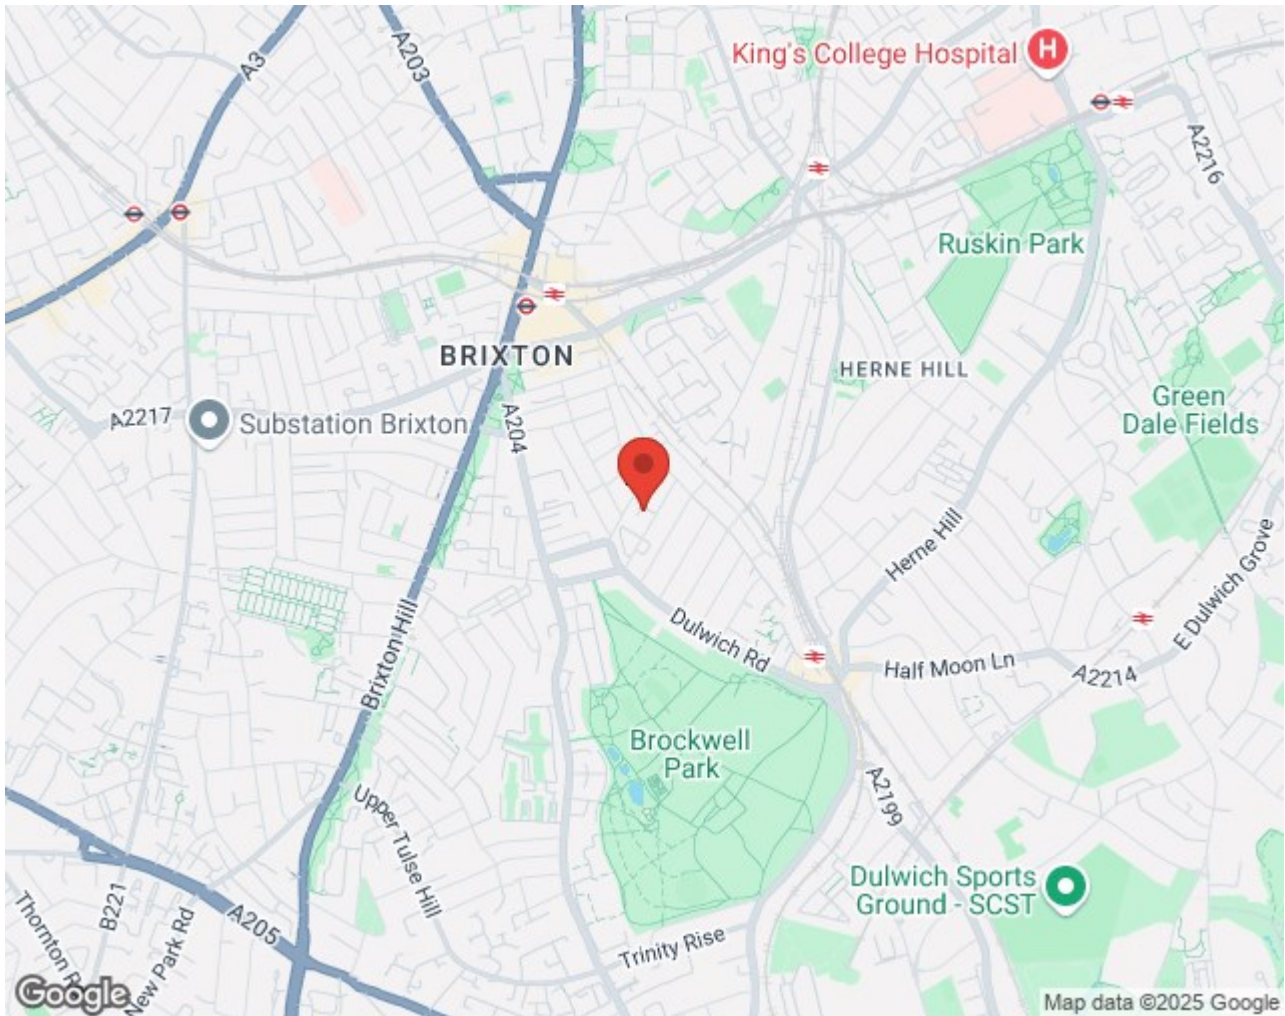 A3
A203
King's College Hospital
H
A2216
Ruskin Park
BRIXTON
HERNE HILL
A2217
Substation Brixton
A204
Green
Dale Fields
Herne Hill
E Dulwich Grove
Brixton Hill
Dulwich Rd
Half Moon Ln
A2214
Brockwell
Park
A2199
Upper Tulse Hill
Dulwich Sports
Ground - SCST
B221
A205
Thornton Rd
New Park Rd
Trinity Rise
Google
Map data ©2025 Google